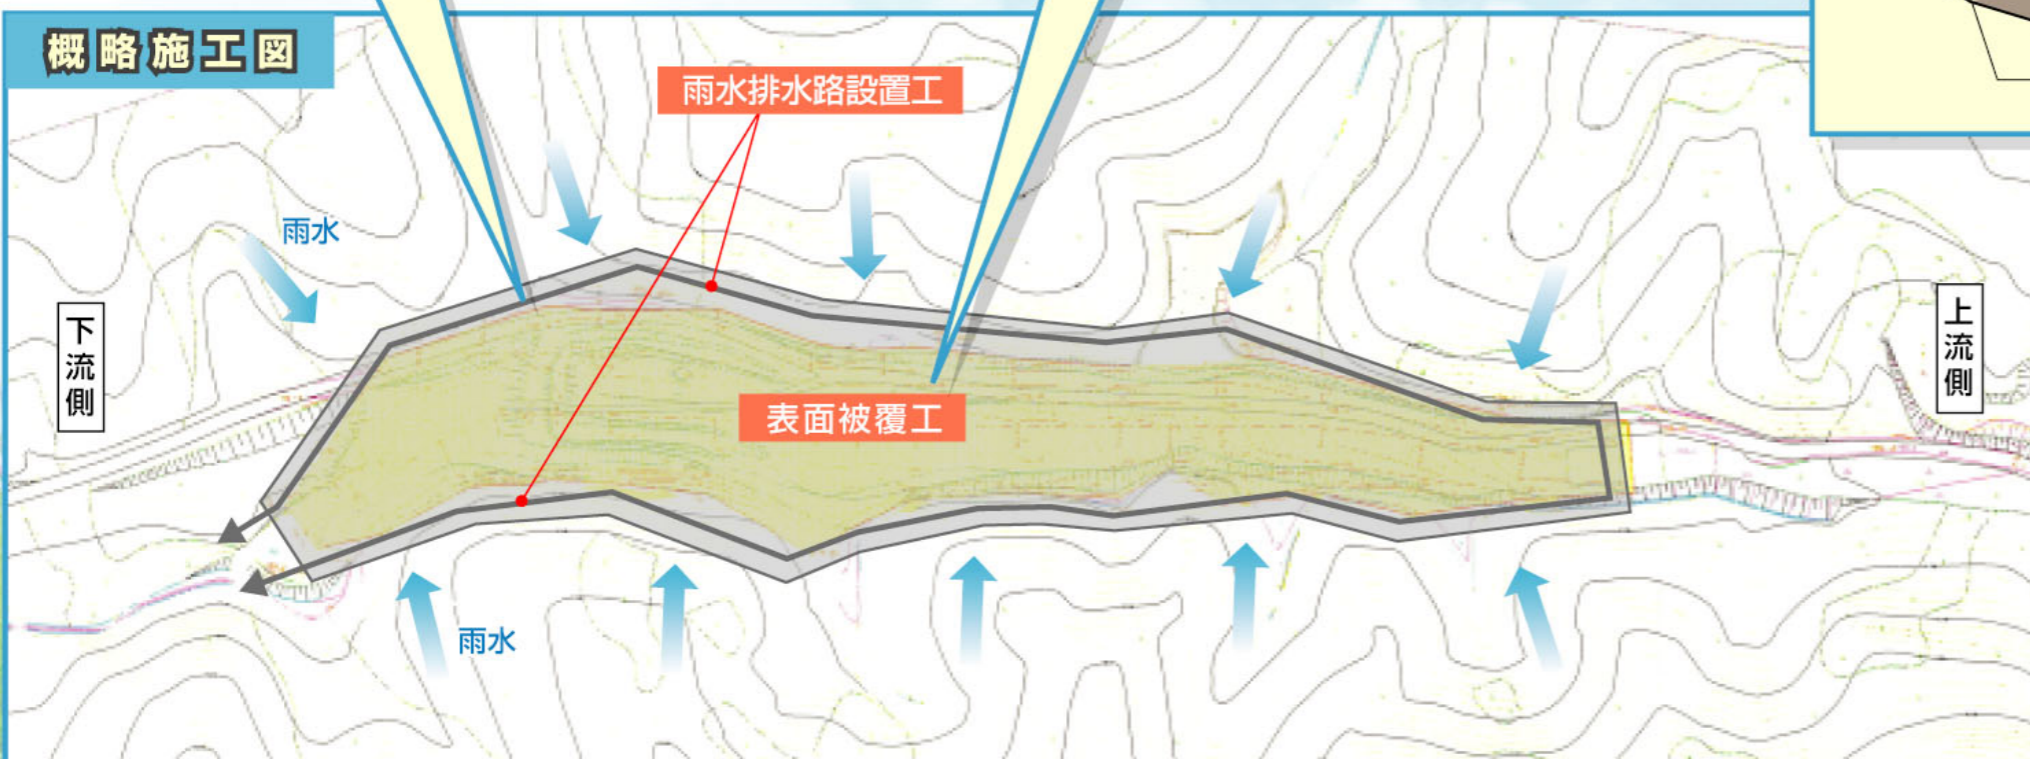 概略施工図
雨水排水路設置工
雨水
下流側
上流側
表面被覆工
雨水